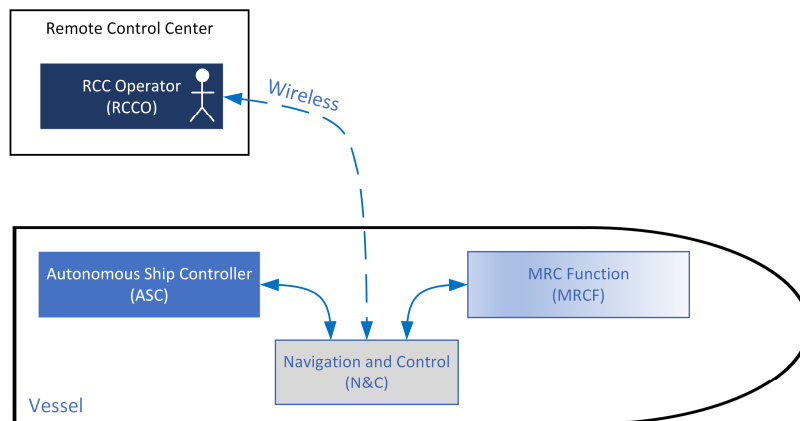 Remote Control Center
RCC Operator
(RCCO)
Wireless
Autonomous Ship Controller
(ASC)
MRC Function
(MRCF)
Navigation and Control
(N&C)
Vessel